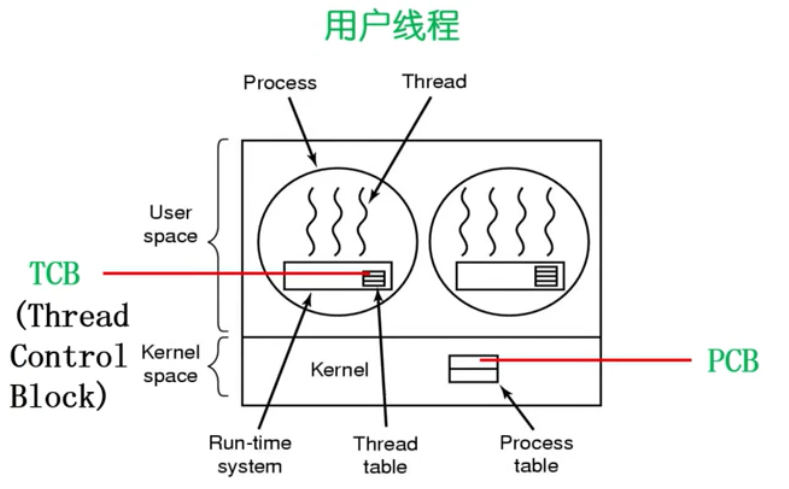 用户线程
Process
Thread
User
space
TCB
(Thread
Control
Block)
Kernel
space
Kernel
PCB
Run-time
system
Thread
table
Process
table